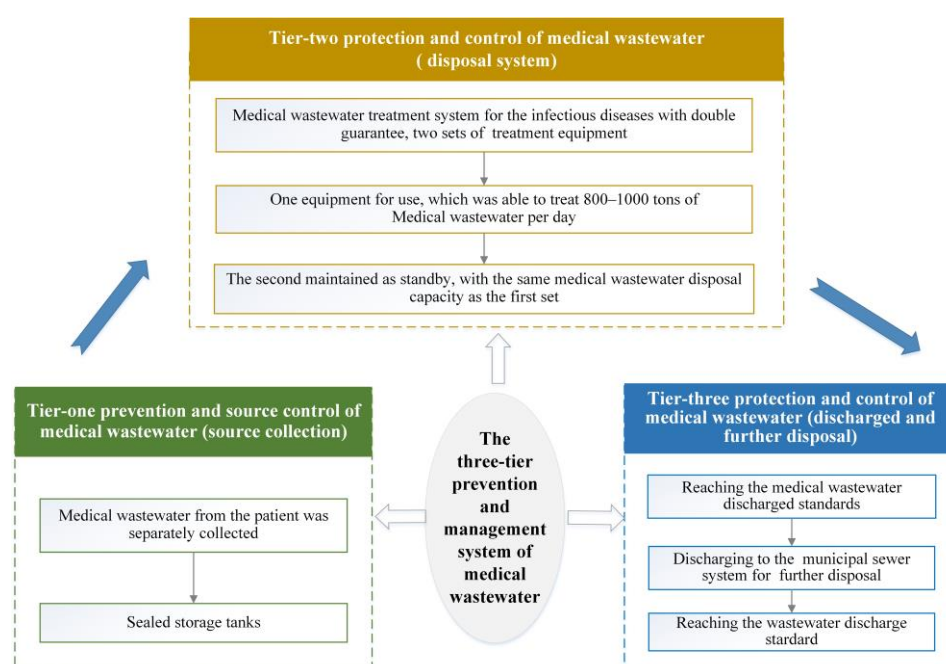 Tier-two protection and control of medical wastewater
( disposal system)
Medical wastewater treatment system for the infectious diseases with double
guarantee, two sets of treatment equipment
One equipment for use, which was able to treat 800–1000 tons of
Medical wastewater per day
The second maintained as standby, with the same medical wastewater disposal
capacity as the first set
Tier-one prevention and source control of
medical wastewater (source collection)
Medical wastewater from the patient was
separately collected
Sealed storage tanks
The
three-tier
prevention
and
management
system of
medical
wastewater
Tier-three protection and control of
medical wastewater (discharged and
further disposal)
Reaching the medical wastewater
discharged standards
Discharging to the municipal sewer
system for further disposal
Reaching the wastewater discharge
stardard